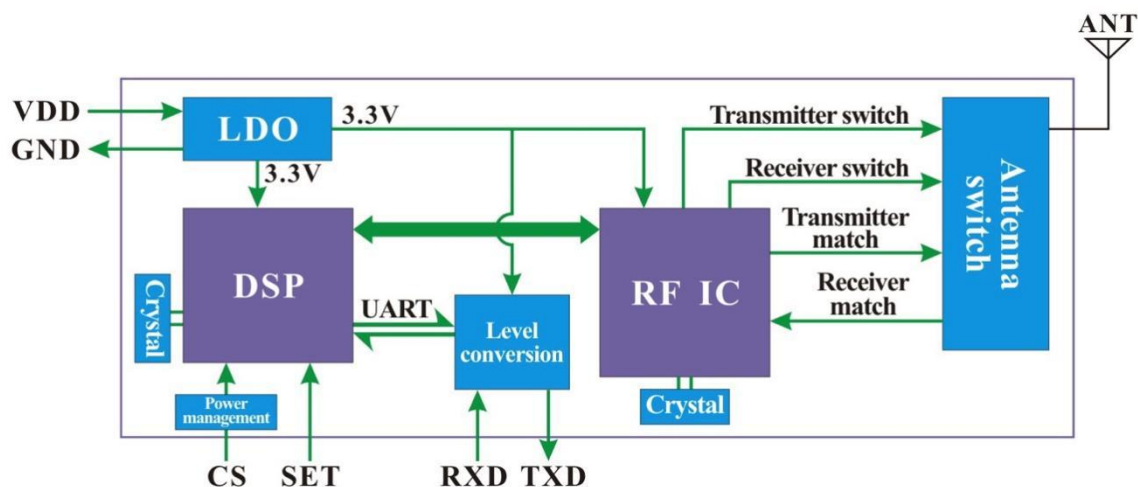 ANT
VDD
GND
LDO
3.3V
3.3V
Transmitter switch
Receiver switch
Transmitter
match
Receiver
match
Antenna
switch
DSP
RF IC
Crystal
UART
Level
conversion
Crystal
Power
management
CS
SET
RXD
TXD